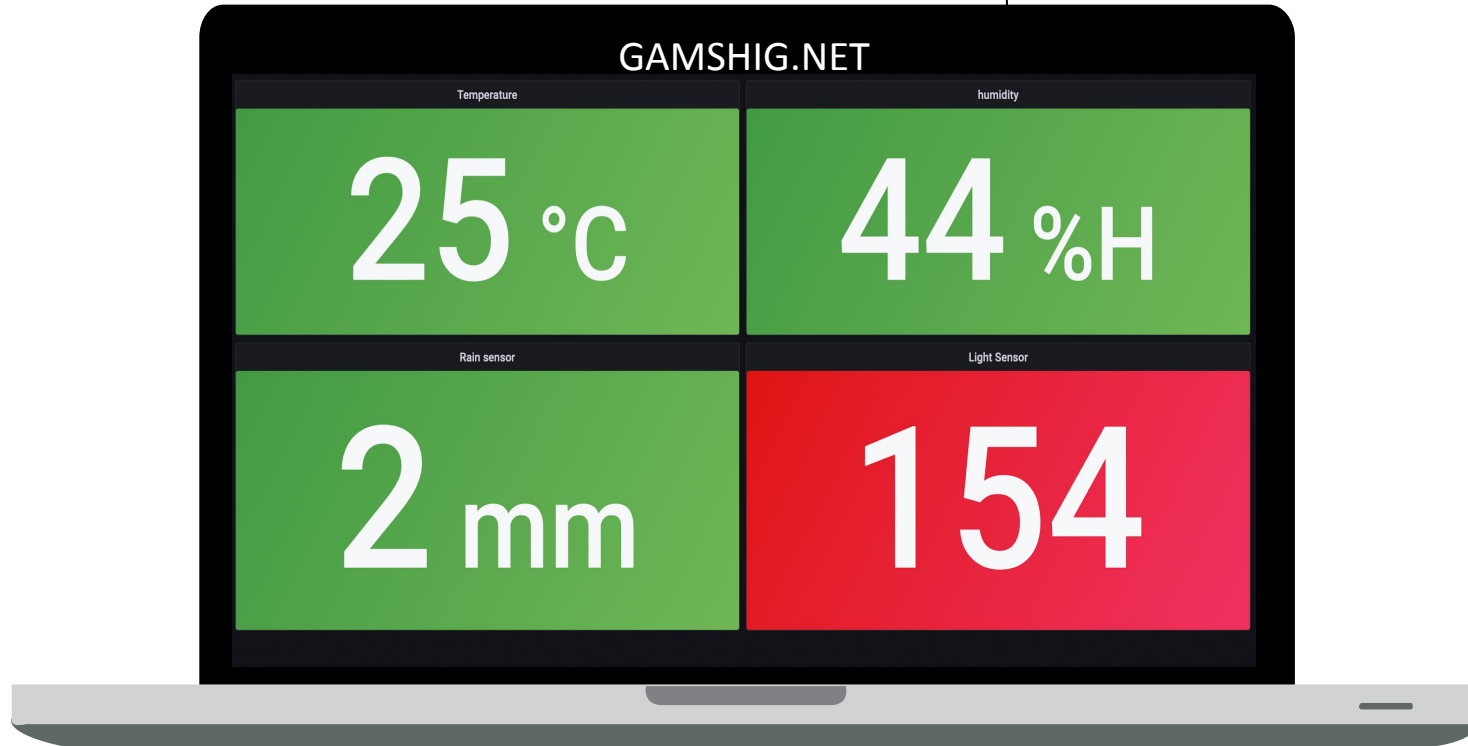 GAMSHIG.NET
Temperature
humidity
25 °C
44 %H
Rain sensor
Light Sensor
2 mm
154